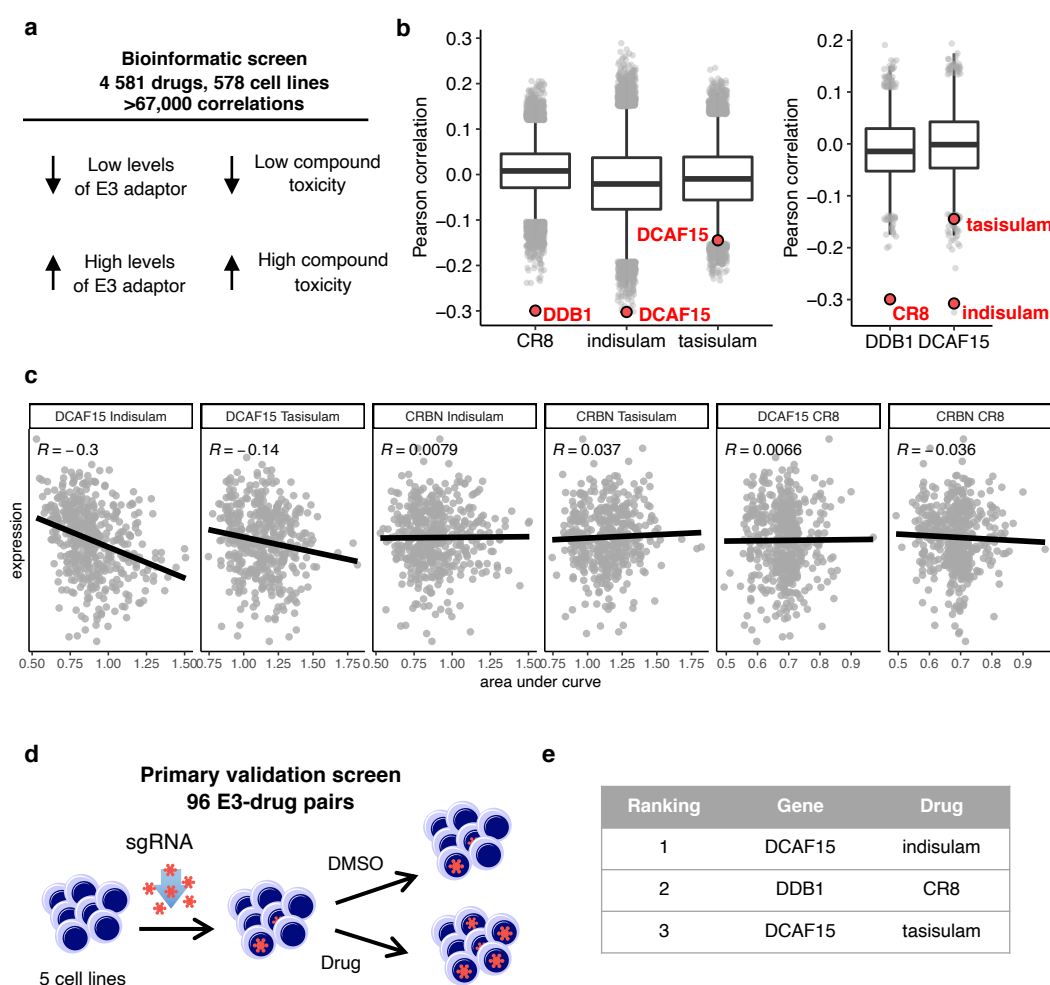 a
Bioinformatic screen
4 581 drugs, 578 cell lines
>67,000 correlations
Low levels
of E3 adaptor
Low compound
toxicity
High levels
of E3 adaptor
High compound
toxicity
b
Pearson correlation
0.3
0.2
0.1
0.0
−0.1
−0.2
−0.3
DDB1
DCAF15
DCAF15
CR8
indisulam
tasisulam
Pearson correlation
0.2
0.1
0.0
−0.1
−0.2
−0.3
tasisulam
CR8
indisulam
DDB1
DCAF15
c
DCAF15 Indisulam
DCAF15 Tasisulam
CRBN Indisulam
CRBN Tasisulam
DCAF15 CR8
CRBN CR8
R = −0.3
R = −0.14
R = 0.0079
R = 0.037
R = 0.0066
R = −0.036
expression
0.50 0.75 1.00 1.25 1.50
0.75 1.00 1.25 1.50 1.75
0.50 0.75 1.00 1.25 1.50
0.75 1.00 1.25 1.50 1.75
0.5 0.6 0.7 0.8 0.9
0.5 0.6 0.7 0.8 0.9
area under curve
d
Primary validation screen
96 E3-drug pairs
sgRNA
DMSO
Drug
5 cell lines
e
Ranking Gene Drug
1 DCAF15 indisulam
2 DDB1 CR8
3 DCAF15 tasisulam